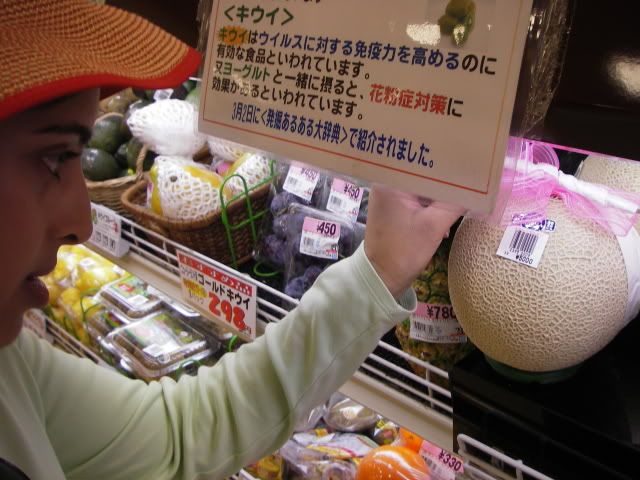 <キウイ>
キウイはウイルスに対する免疫力を高めるのに
有効な食品といわれています。
又ヨーグルトと一緒に摂ると、花粉症対策に
効果があるといわれています。
3月2日に<発掘あるある大辞典>で紹介されました。
¥450
¥450
¥450
ゴールドキウイ
298
¥780
¥8000
¥330